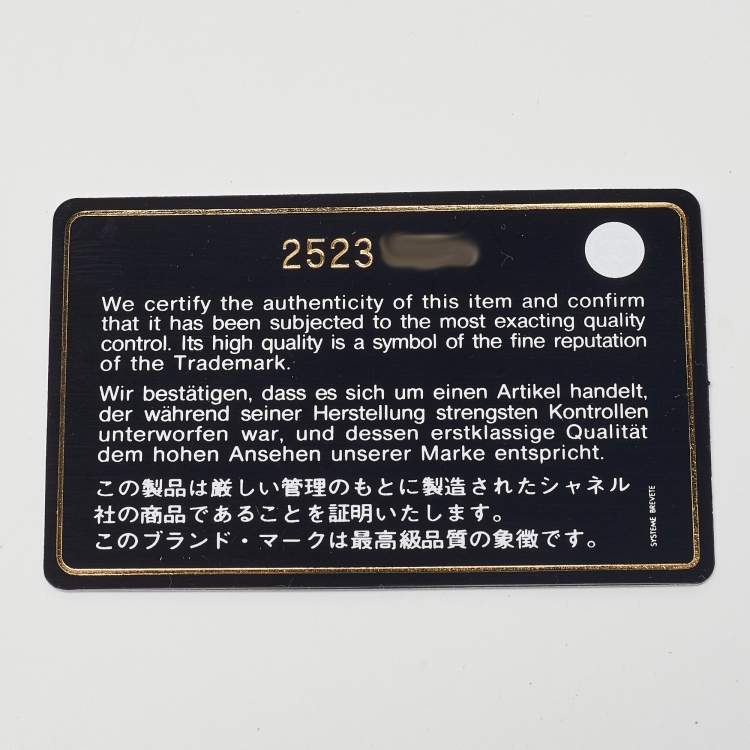 2523
We certify the authenticity of this item and confirm
that it has been subjected to the most exacting quality
control. Its high quality is a symbol of the fine reputation
of the Trademark.
Wir bestätigen, dass es sich um einen Artikel handelt,
der während seiner Herstellung strengsten Kontrollen
unterworfen war, und dessen erstklassige Qualität
dem hohen Ansehen unserer Marke entspricht.
この製品は厳しい管理のもとに製造されたシャネル
社の商品であることを証明いたします。
このブランド・マークは最高級品質の象徴です。
SYSTEME BREVETE